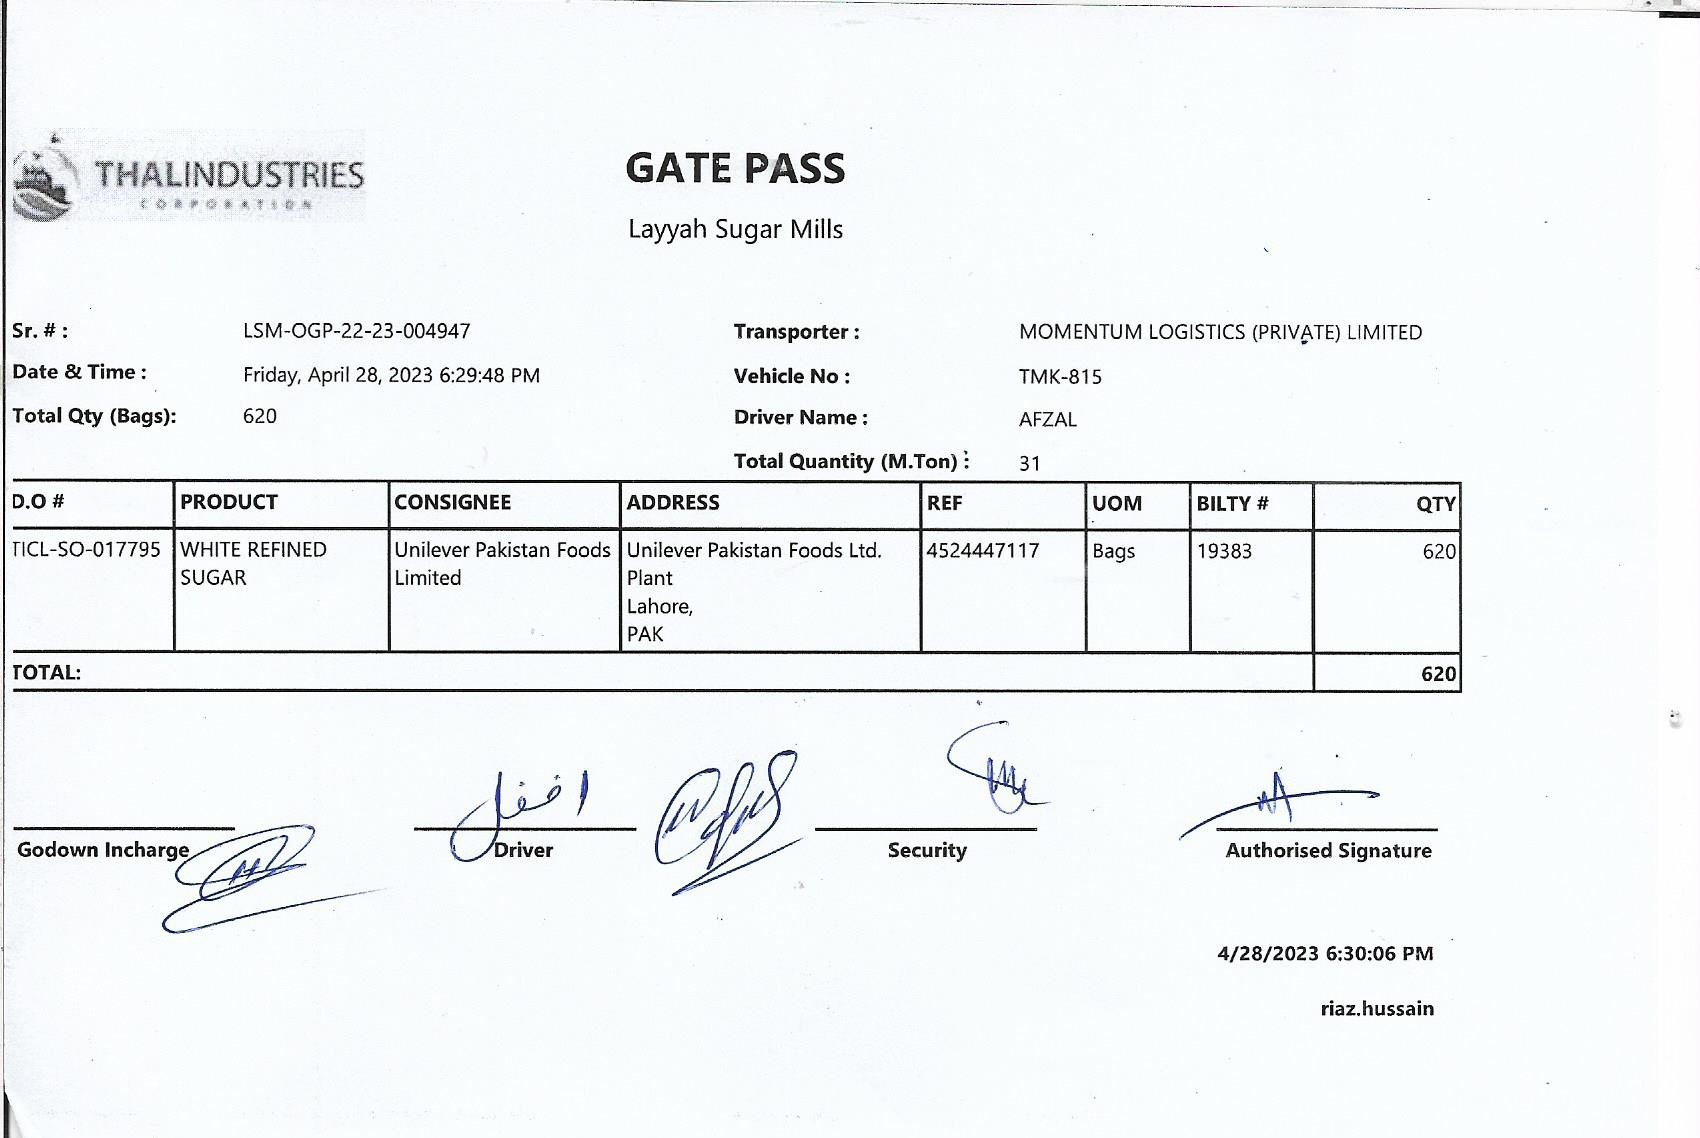 THALINDUSTRIES
CORPORATION
GATE PASS
Layyah Sugar Mills
Sr. # : LSM-OGP-22-23-004947 Transporter : MOMENTUM LOGISTICS (PRIVATE) LIMITED
Date & Time : Friday, April 28, 2023 6:29:48 PM Vehicle No : TMK-815
Total Qty (Bags): 620 Driver Name : AFZAL
Total Quantity (M.Ton) : 31
D.O # PRODUCT CONSIGNEE ADDRESS REF UOM BILTY # QTY
TICL-SO-017795 WHITE REFINED Unilever Pakistan Foods Unilever Pakistan Foods Ltd. 4524447117 Bags 19383 620
SUGAR Limited Plant
Lahore,
PAK
TOTAL: 620
افضل
Godown Incharge Driver Security Authorised Signature
4/28/2023 6:30:06 PM
riaz.hussain